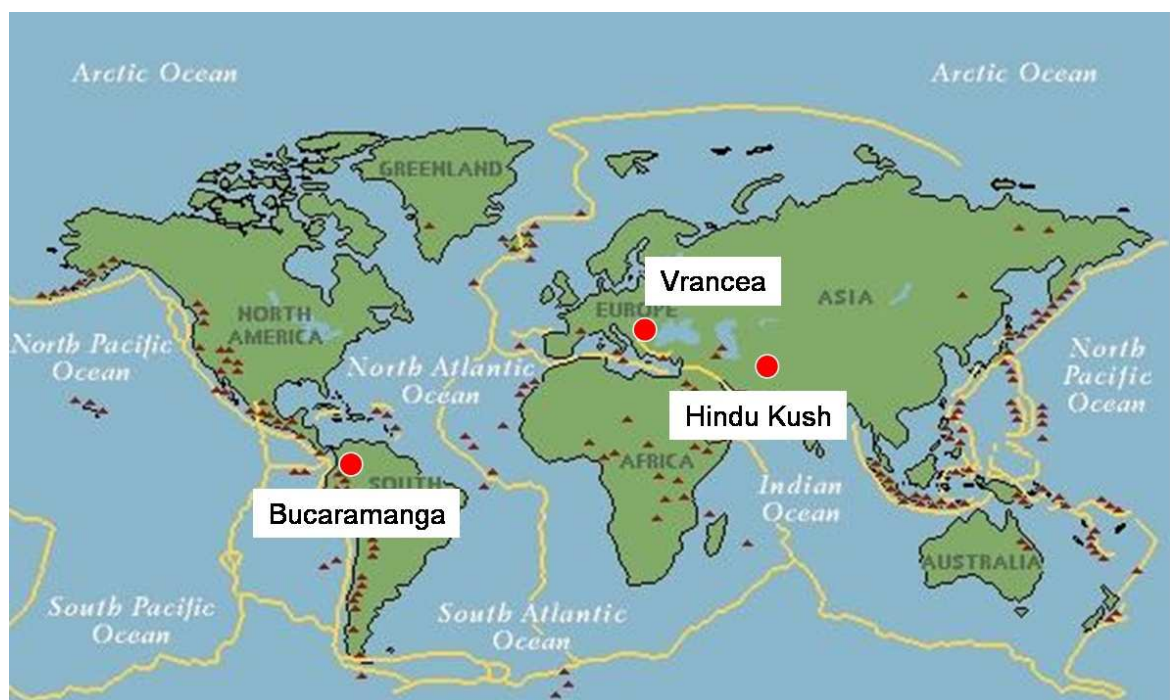 Arctic Ocean
Arctic Ocean
GREENLAND
Vrancea
ASIA
EUROPE
NORTH
AMERICA
North Pacific
Ocean
North Atlantic
Ocean
North
Pacific
Ocean
Hindu Kush
AFRICA
SOUTH
Bucaramanga
Indian
Ocean
AUSTRALIA
South Pacific
Ocean
South Atlantic
Ocean